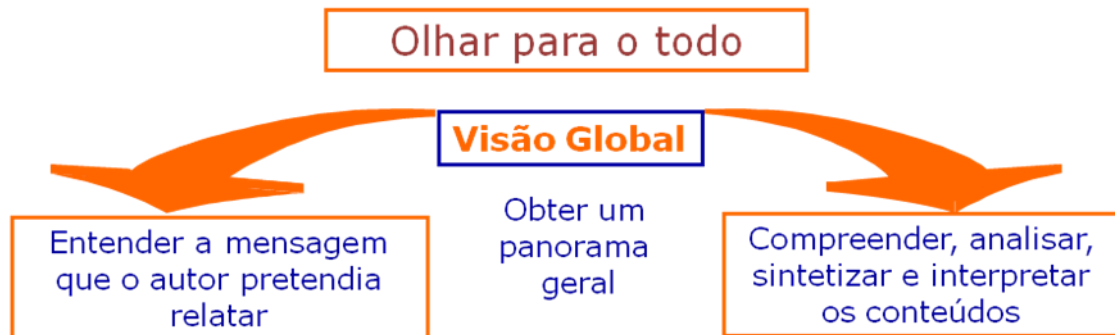 Olhar para o todo
Visão Global
Obter um
panorama
geral
Entender a mensagem
que o autor pretendia
relatar
Compreender, analisar,
sintetizar e interpretar
os conteúdos